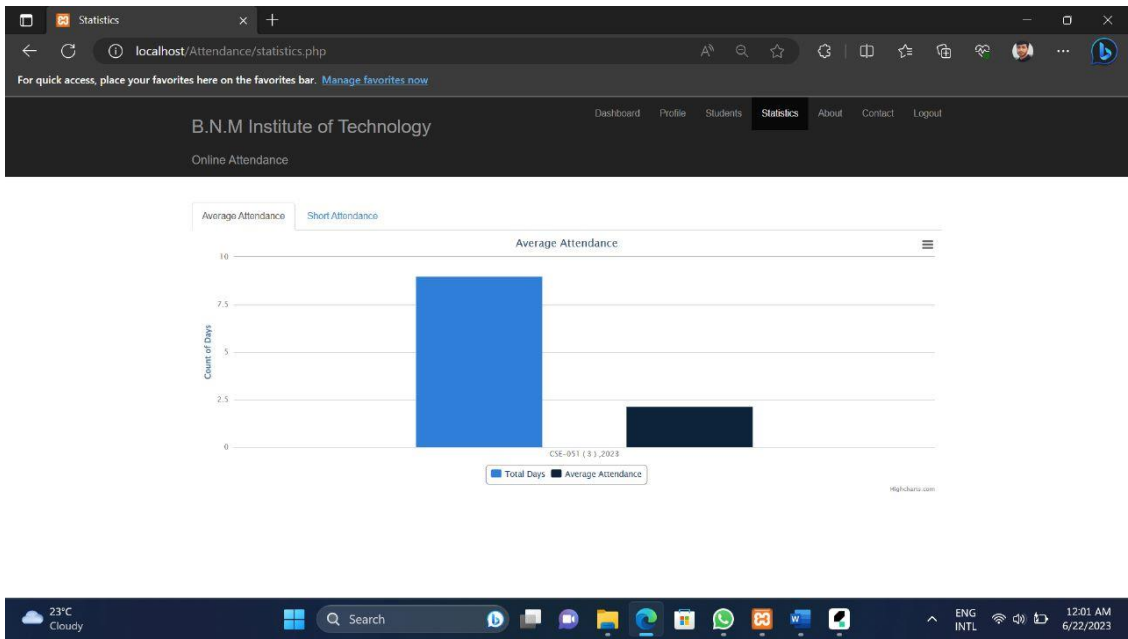 Statistics
localhost/Attendance/statistics.php
For quick access, place your favorites here on the favorites bar. Manage favorites now
B.N.M Institute of Technology
Dashboard Profile Students Statistics About Contact Logout
Online Attendance
Average Attendance Short Attendance
Average Attendance
10
7.5
5
2.5
0
Count of Days
CSE-051 ( 3 ) ,2023
Total Days Average Attendance
Highcharts.com
23°C
Cloudy
Search
ENG
INTL
12:01 AM
6/22/2023